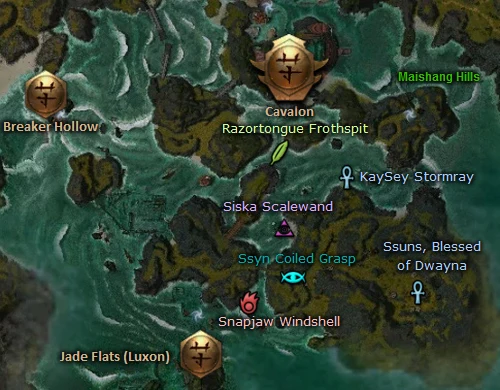 Maishang Hills
Cavalon
Breaker Hollow
Razortongue Frothspit
KaySey Stormray
Siska Scalewand
Ssuns, Blessed
of Dwayna
Ssyn Coiled Grasp
Snapjaw Windshell
Jade Flats (Luxon)